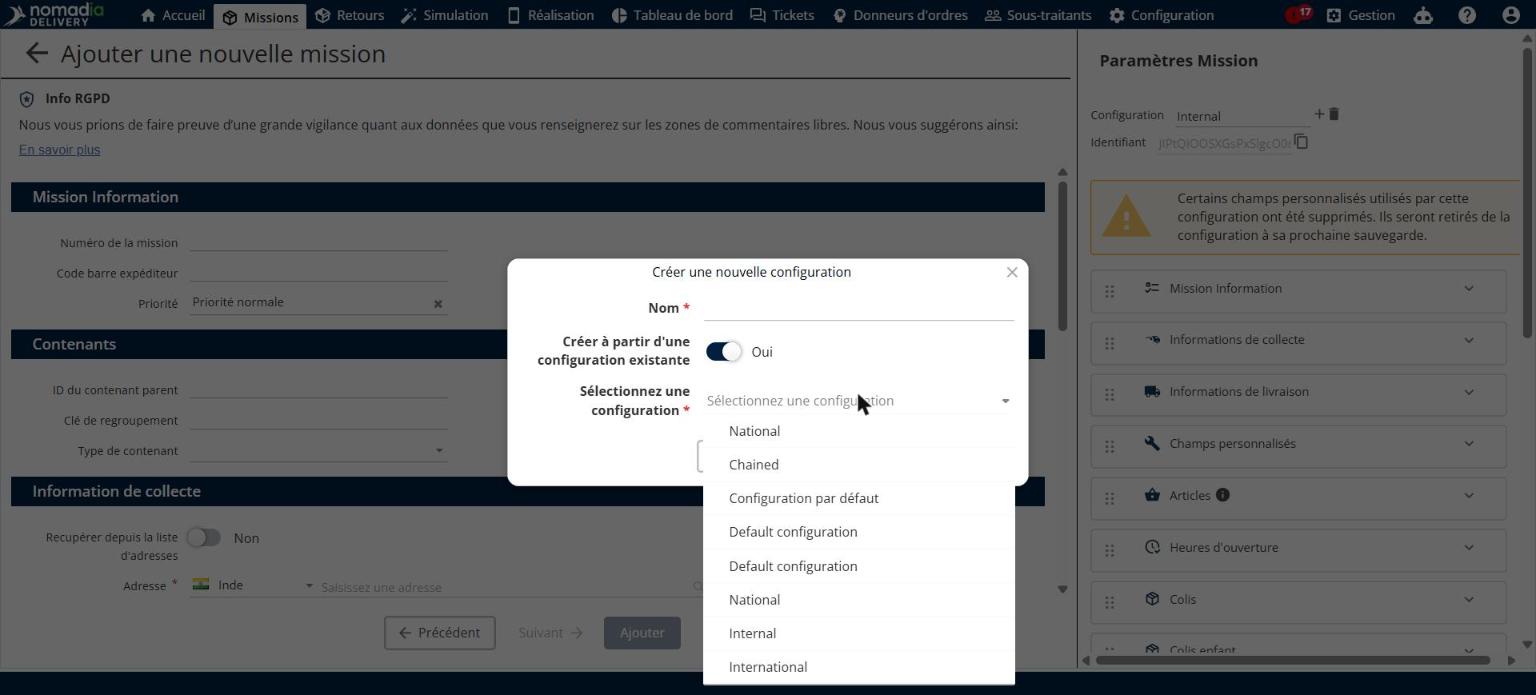 nomadia
DELIVERY
Accueil
Missions
Retours
Simulation
Réalisation
Tableau de bord
Tickets
Donneurs d'ordres
Sous-traitants
Configuration
17
Gestion
Ajouter une nouvelle mission
Info RGPD
Nous vous prions de faire preuve d'une grande vigilance quant aux données que vous renseignerez sur les zones de commentaires libres. Nous vous suggérons ainsi:
En savoir plus
Mission Information
Numéro de la mission
Code barre expéditeur
Priorité Priorité normale
Contenants
ID du contenant parent
Clé de regroupement
Type de contenant
Information de collecte
Recupérer depuis la liste
d'adresses
Non
Adresse * Inde Saisissez une adresse
Précédent
Suivant
Ajouter
Créer une nouvelle configuration
Nom *
Créer à partir d'une
configuration existante
Oui
Sélectionnez une
configuration *
Sélectionnez une configuration
National
Chained
Configuration par défaut
Default configuration
Default configuration
National
Internal
International
Paramètres Mission
Configuration Internal
Identifiant
Certains champs personnalisés utilisés par cette
configuration ont été supprimés. Ils seront retirés de la
configuration à sa prochaine sauvegarde.
Mission Information
Informations de collecte
Informations de livraison
Champs personnalisés
Articles
Heures d'ouverture
Colis
Colis enfant